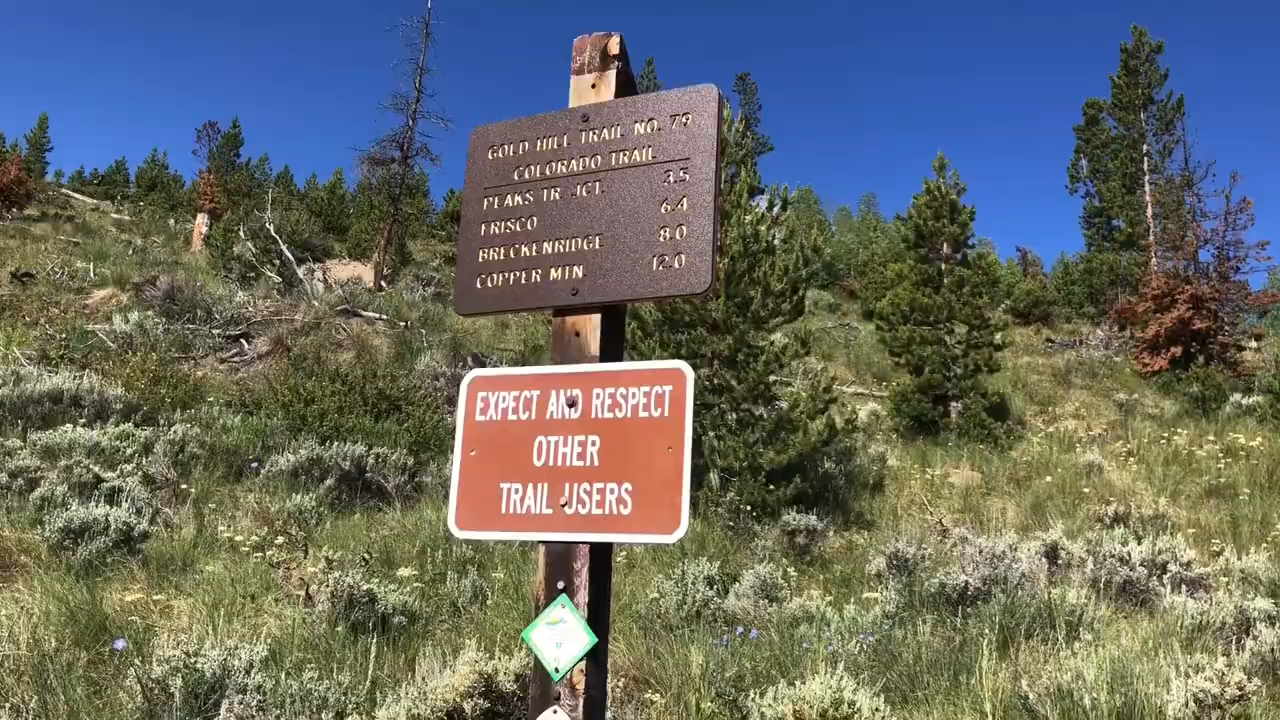 GOLD HILL TRAIL NO. 79
COLORADO TRAIL
PEAKS TR. JCT. 3.5
FRISCO 6.4
BRECKENRIDGE 8.0
COPPER MTN. 12.0
EXPECT AND RESPECT
OTHER
TRAIL USERS